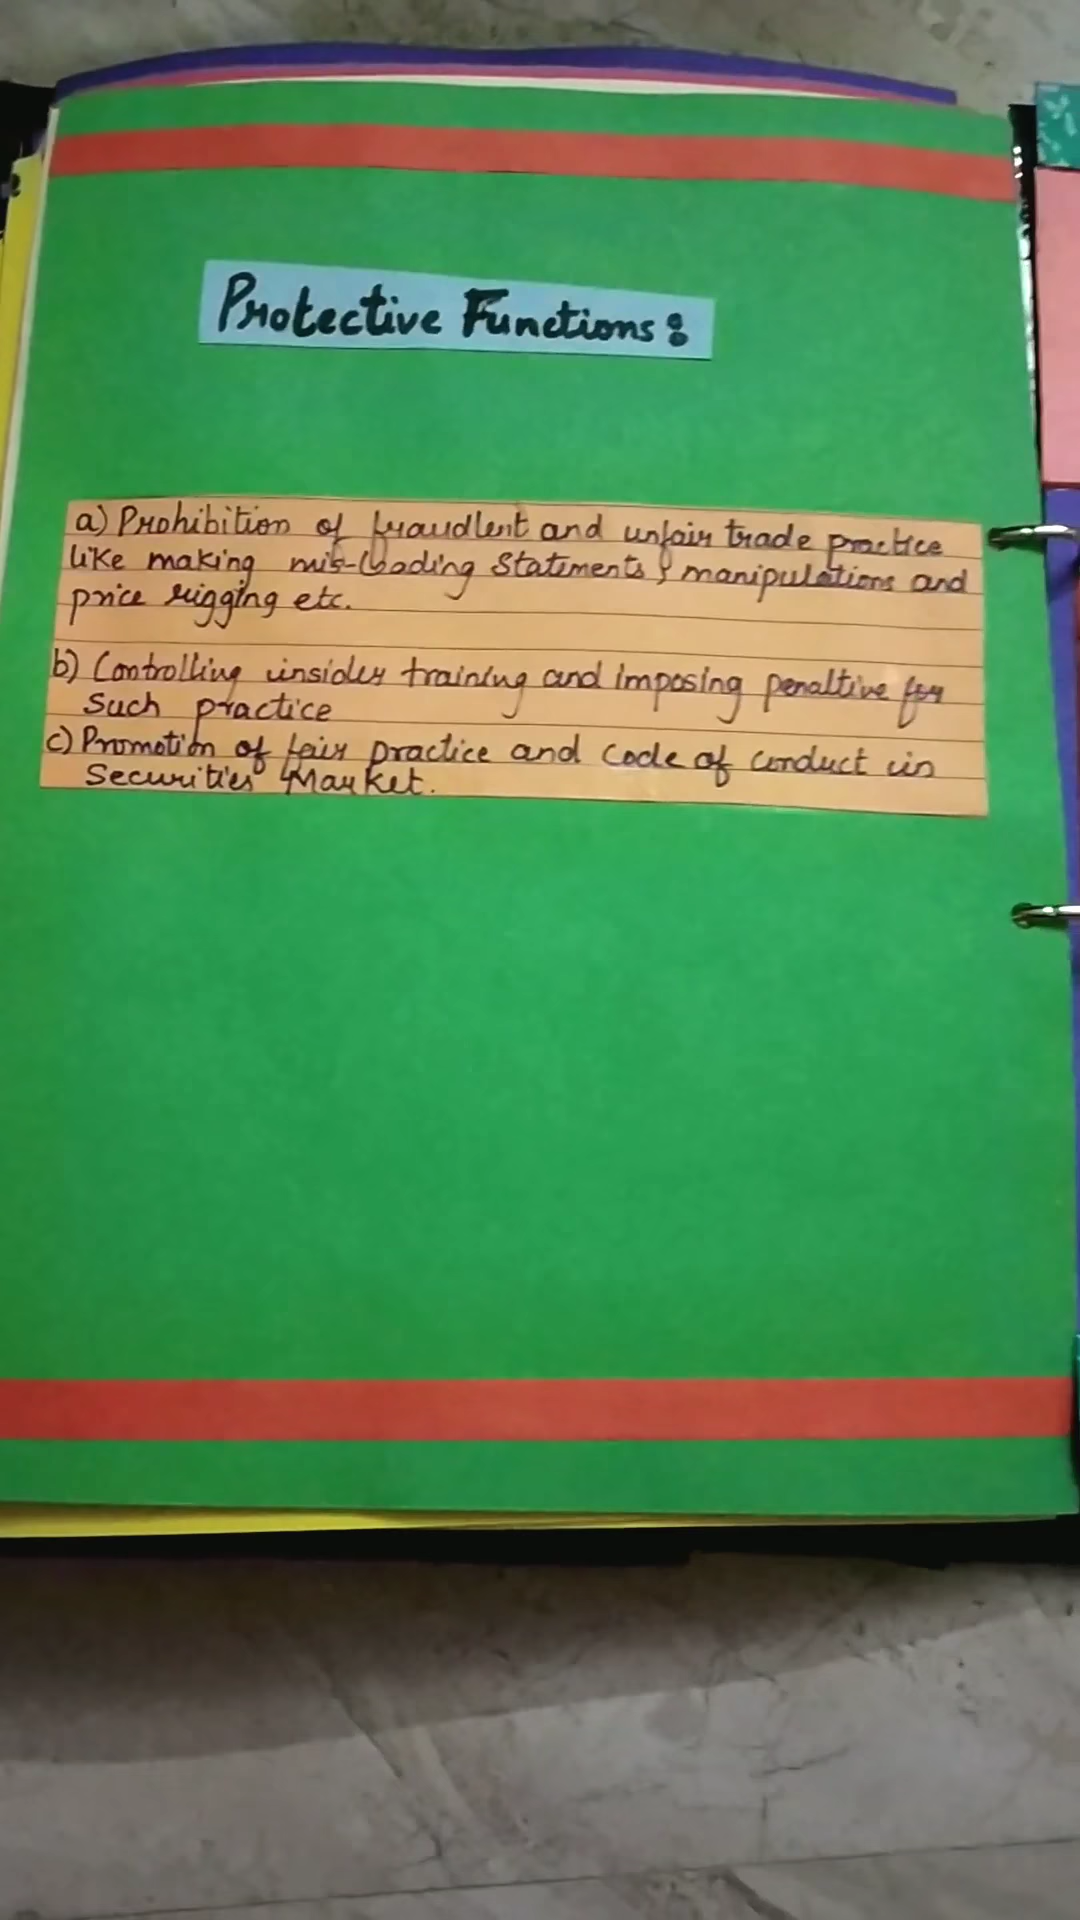 Protective Functions:
a) Prohibition of fraudlent and unfair trade practice
like making mis-leading Statements, manipulations and
price rigging etc.
b) Controlling insider training and imposing penaltive for
Such practice
c) Promotion of fair practice and code of conduct in
Securities Market.